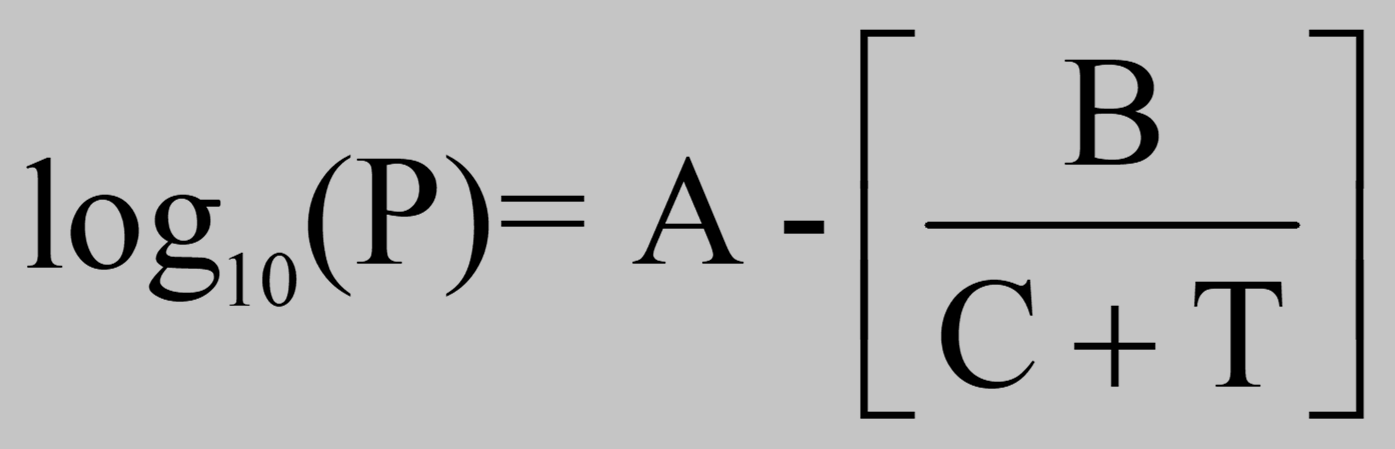 log₁₀(P)= A - [B / (C + T)]